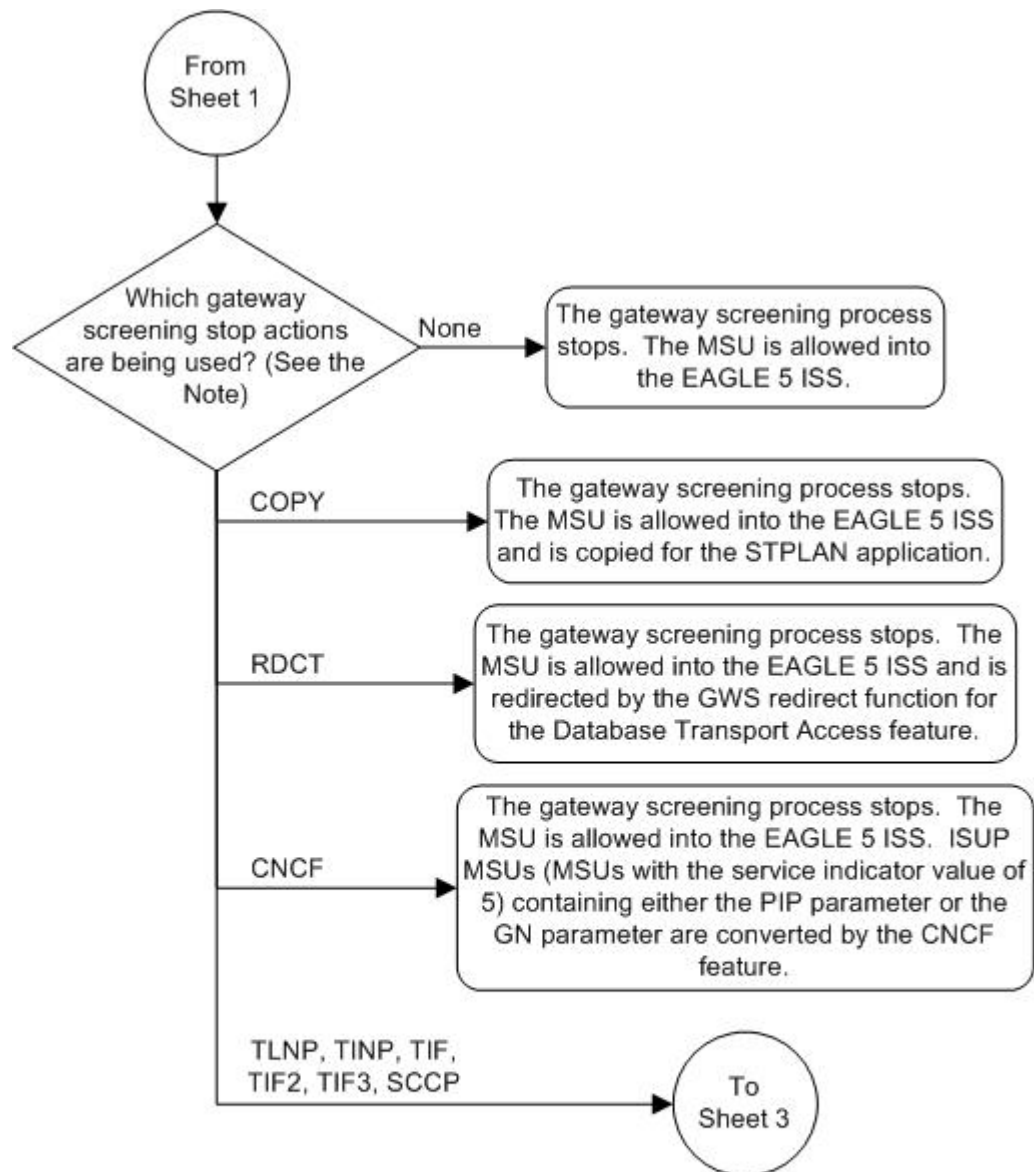 From
Sheet 1
Which gateway
screening stop actions
are being used? (See the
Note)
None
The gateway screening process
stops. The MSU is allowed into
the EAGLE 5 ISS.
COPY
The gateway screening process stops.
The MSU is allowed into the EAGLE 5 ISS
and is copied for the STPLAN application.
RDCT
The gateway screening process stops. The
MSU is allowed into the EAGLE 5 ISS and is
redirected by the GWS redirect function for
the Database Transport Access feature.
CNCF
The gateway screening process stops. The
MSU is allowed into the EAGLE 5 ISS. ISUP
MSUs (MSUs with the service indicator value of
5) containing either the PIP parameter or the
GN parameter are converted by the CNCF
feature.
TLNP, TINP, TIF,
TIF2, TIF3, SCCP
To
Sheet 3